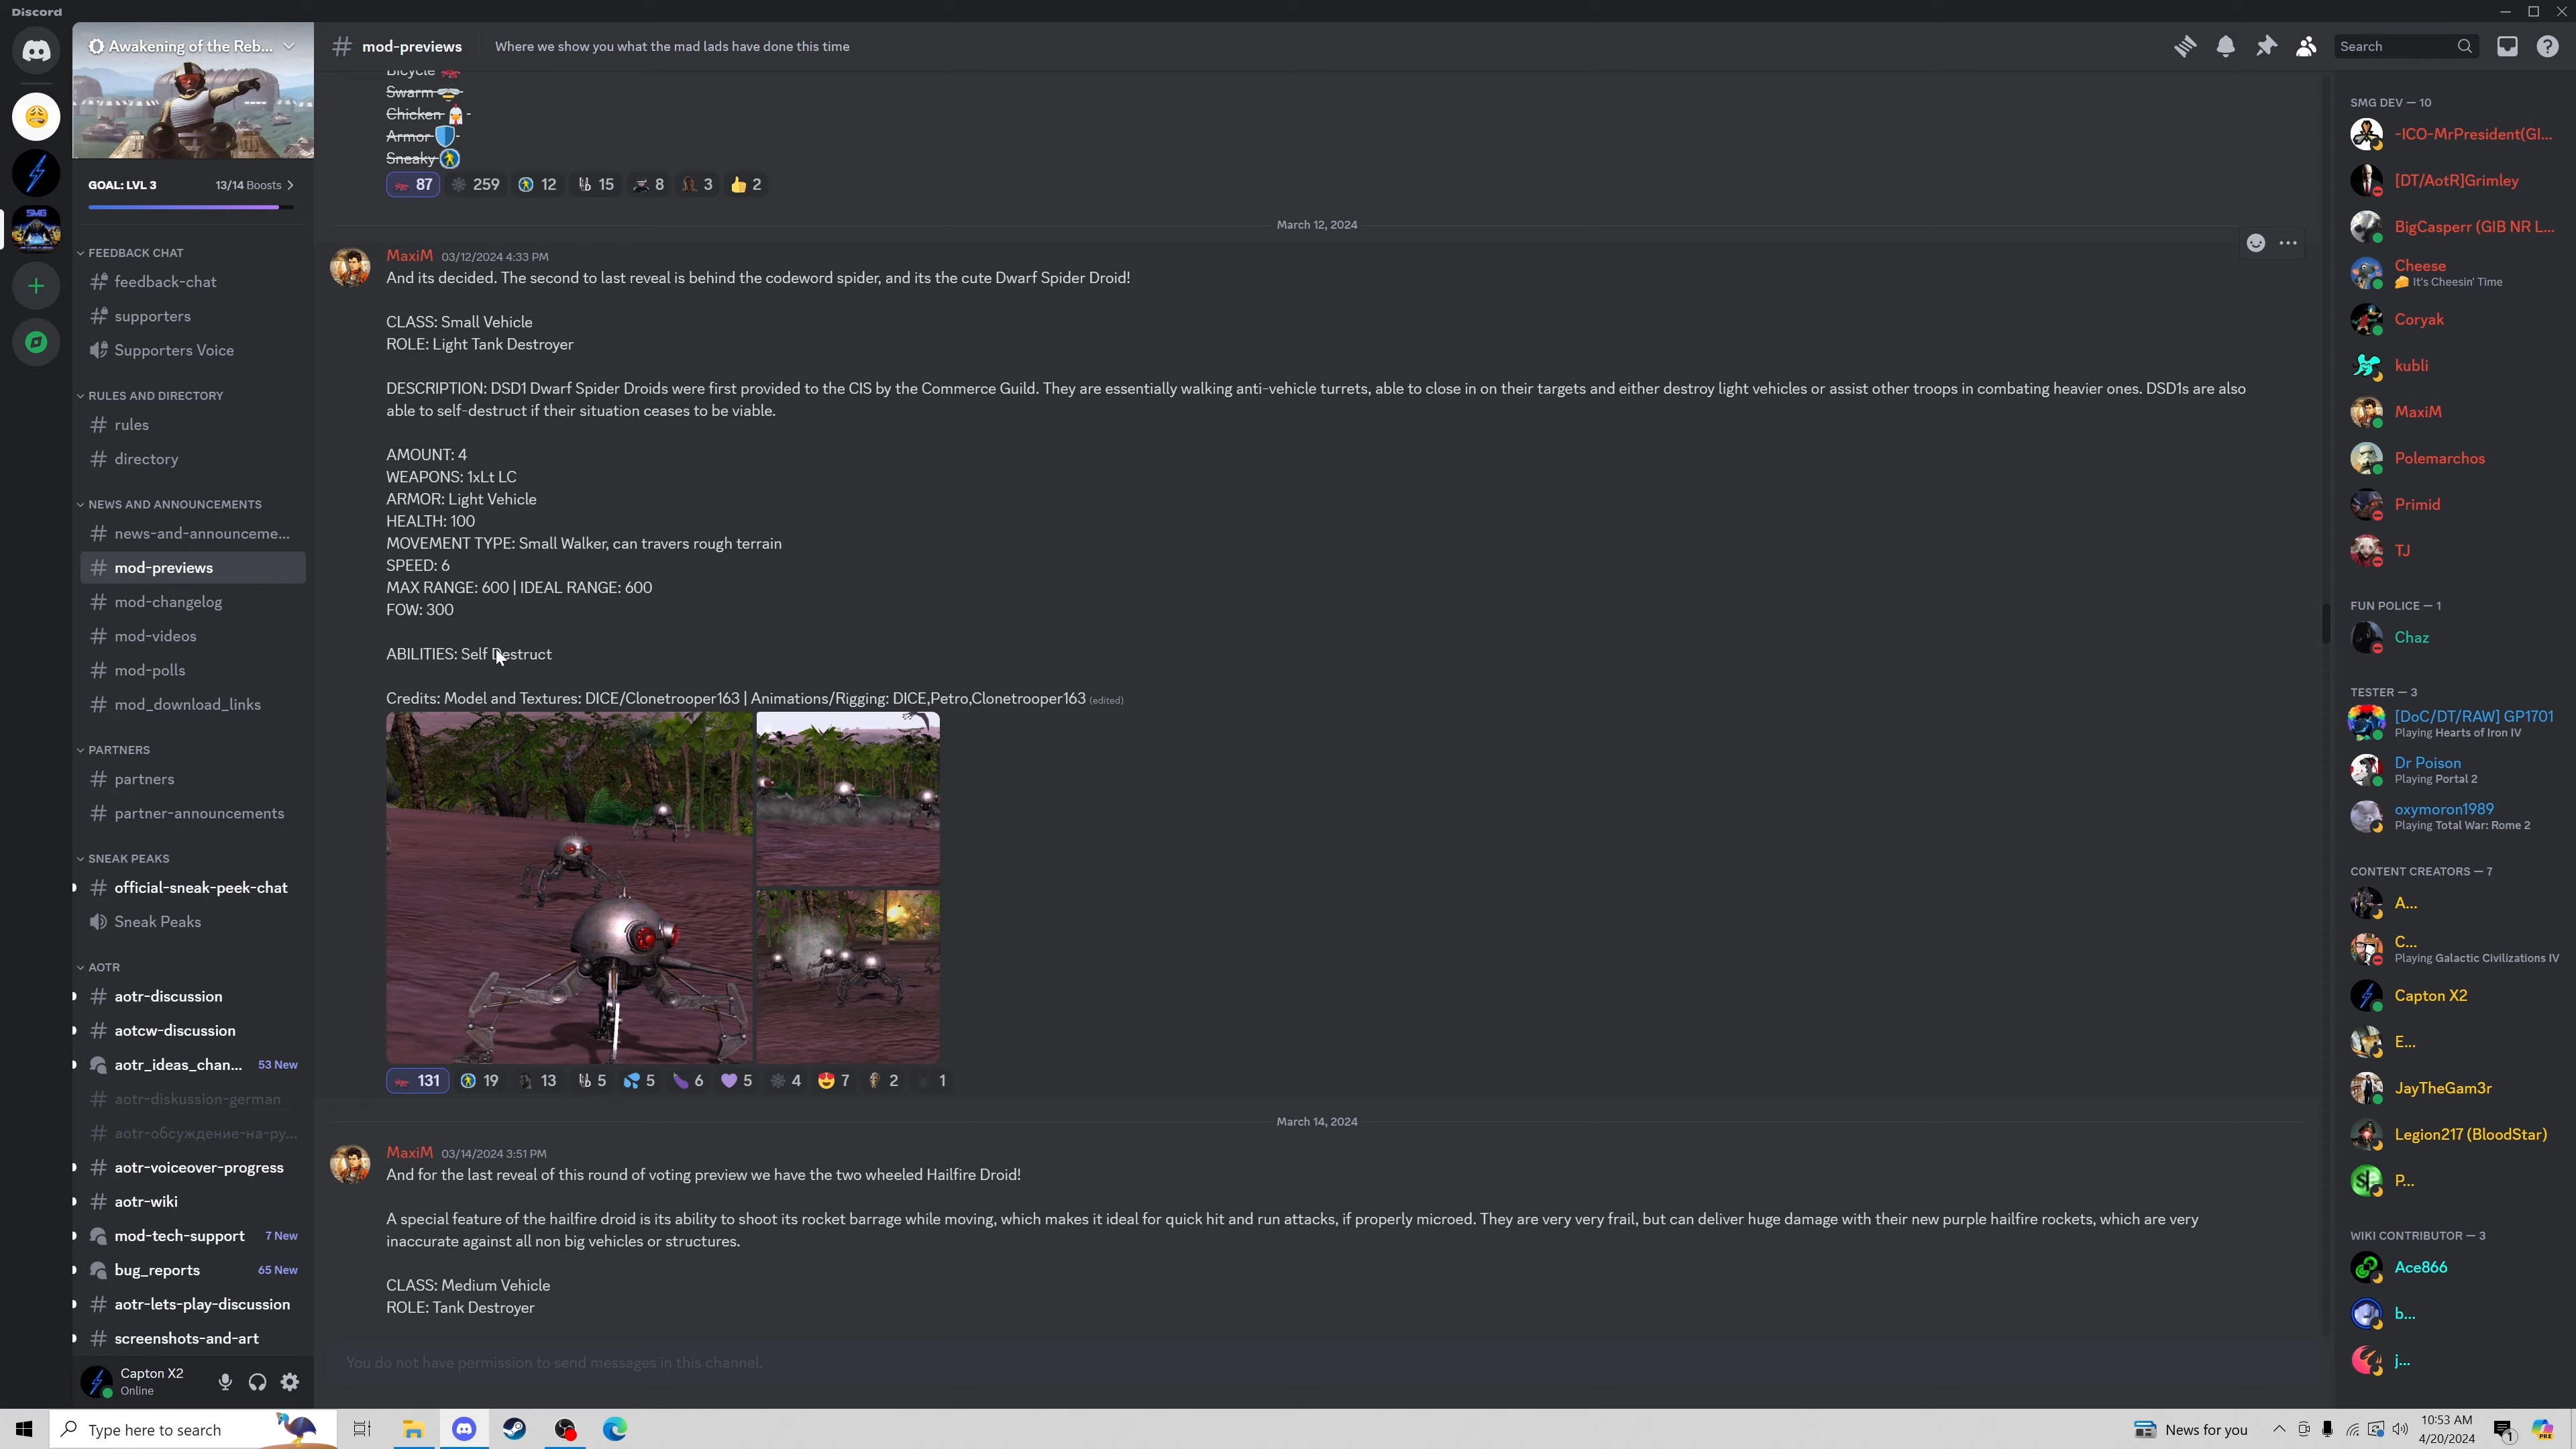 Discord
Awakening of the Reb...
GOAL: LVL 3
13/14 Boosts
FEEDBACK CHAT
feedback-chat
supporters
Supporters Voice
RULES AND DIRECTORY
rules
directory
NEWS AND ANNOUNCEMENTS
news-and-announceme...
mod-previews
mod-changelog
mod-videos
mod-polls
mod_download_links
PARTNERS
partners
partner-announcements
SNEAK PEAKS
official-sneak-peek-chat
Sneak Peaks
AOTR
aotr-discussion
aotcw-discussion
aotr_ideas_chan... 53 New
aotr-diskussion-german
aotr-обсуждение-на-ру...
aotr-voiceover-progress
aotr-wiki
mod-tech-support 7 New
bug_reports 65 New
aotr-lets-play-discussion
screenshots-and-art
Capton X2
Online
mod-previews
Where we show you what the mad lads have done this time
Search
Bicycle
Swarm
Chicken -
Armor -
Sneaky
87 259 12 15 8 3 2
March 12, 2024
MaxiM 03/12/2024 4:33 PM
And its decided. The second to last reveal is behind the codeword spider, and its the cute Dwarf Spider Droid!
CLASS: Small Vehicle
ROLE: Light Tank Destroyer
DESCRIPTION: DSD1 Dwarf Spider Droids were first provided to the CIS by the Commerce Guild. They are essentially walking anti-vehicle turrets, able to close in on their targets and either destroy light vehicles or assist other troops in combating heavier ones. DSD1s are also
able to self-destruct if their situation ceases to be viable.
AMOUNT: 4
WEAPONS: 1xLt LC
ARMOR: Light Vehicle
HEALTH: 100
MOVEMENT TYPE: Small Walker, can travers rough terrain
SPEED: 6
MAX RANGE: 600 | IDEAL RANGE: 600
FOW: 300
ABILITIES: Self Destruct
Credits: Model and Textures: DICE/Clonetrooper163 | Animations/Rigging: DICE,Petro,Clonetrooper163 (edited)
131 19 13 5 5 6 5 4 7 2 1
March 14, 2024
MaxiM 03/14/2024 3:51 PM
And for the last reveal of this round of voting preview we have the two wheeled Hailfire Droid!
A special feature of the hailfire droid is its ability to shoot its rocket barrage while moving, which makes it ideal for quick hit and run attacks, if properly microed. They are very very frail, but can deliver huge damage with their new purple hailfire rockets, which are very
inaccurate against all non big vehicles or structures.
CLASS: Medium Vehicle
ROLE: Tank Destroyer
You do not have permission to send messages in this channel.
SMG DEV — 10
-ICO-MrPresident(GI...
[DT/AotR]Grimley
BigCasperr (GIB NR L...
Cheese
It's Cheesin' Time
Coryak
kubli
MaxiM
Polemarchos
Primid
TJ
FUN POLICE — 1
Chaz
TESTER — 3
[DoC/DT/RAW] GP1701
Playing Hearts of Iron IV
Dr Poison
Playing Portal 2
oxymoron1989
Playing Total War: Rome 2
CONTENT CREATORS — 7
A...
C...
Playing Galactic Civilizations IV
Capton X2
E...
JayTheGam3r
Legion217 (BloodStar)
P...
WIKI CONTRIBUTOR — 3
Ace866
b...
j...
Type here to search
News for you
10:53 AM
4/20/2024
1
PRE